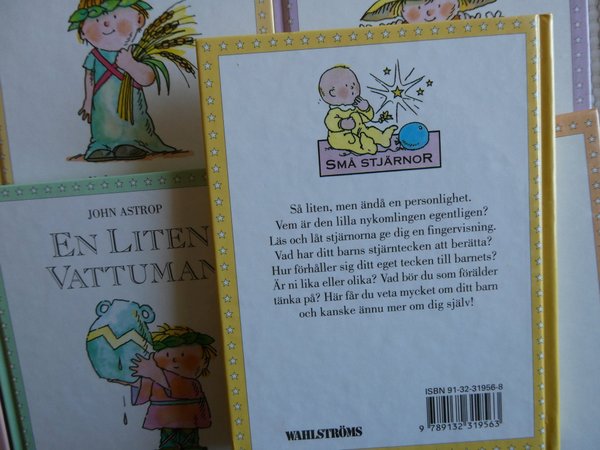 JOHN ASTROP
EN LITEN
VATTUMAN
SMÅ STJÄRNOR
Så liten, men ändå en personlighet.
Vem är den lilla nykomlingen egentligen?
Läs och låt stjärnorna ge dig en fingervisning.
Vad har ditt barns stjärntecken att berätta?
Hur förhåller sig ditt eget tecken till barnets?
Är ni lika eller olika? Vad bör du som förälder
tänka på? Här får du veta mycket om ditt barn
och kanske ännu mer om dig själv!
ISBN 91-32-31956-8
9 789132 319563
WAHLSTRÖMS